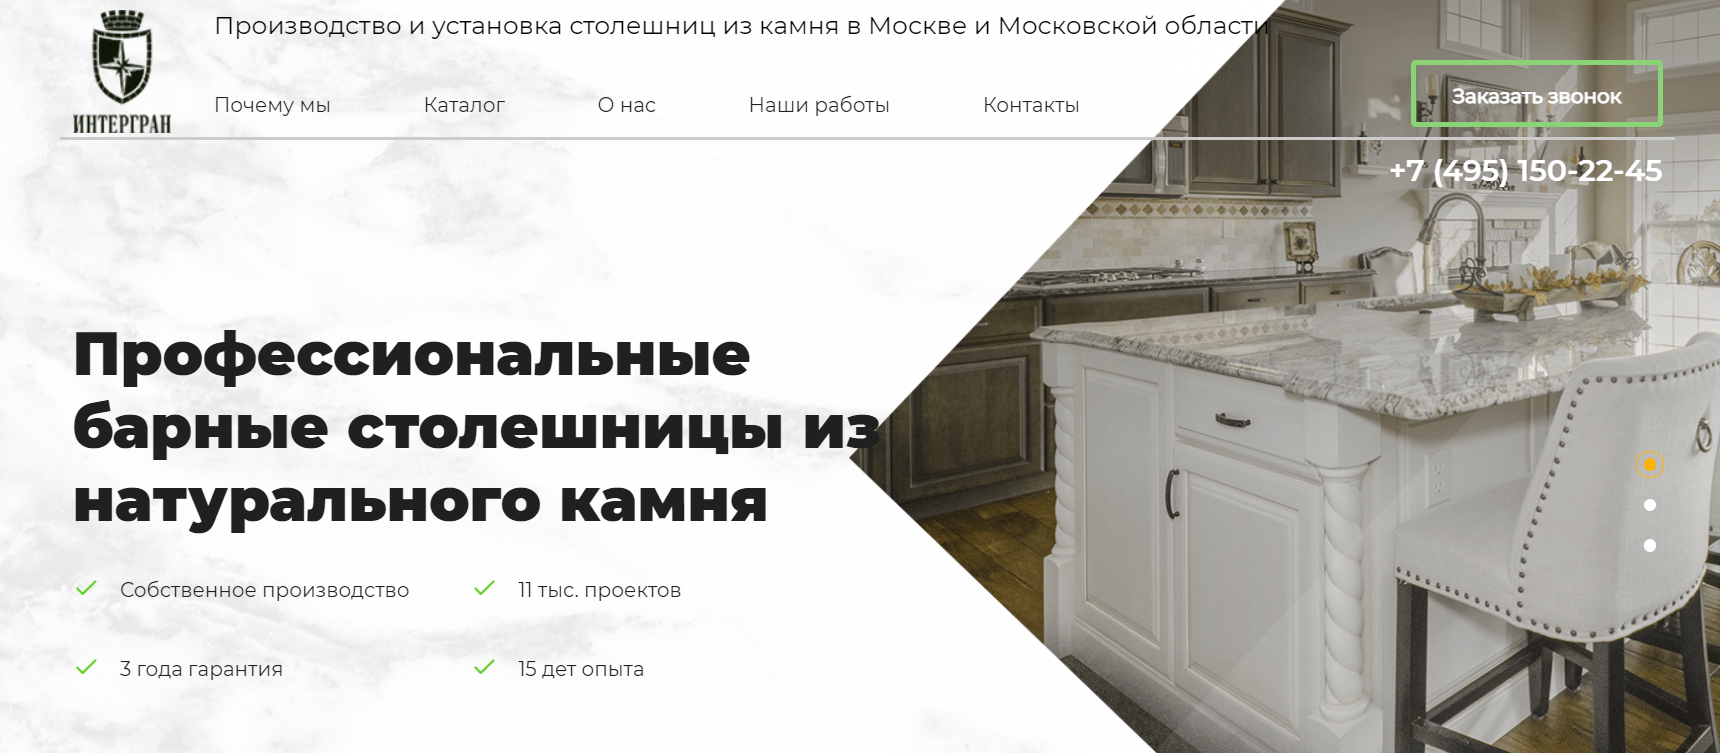 Производство и установка столешниц из камня в Москве и Московской области
ИНТЕРГРАН
Почему мы
Каталог
О нас
Наши работы
Контакты
Заказать звонок
+7 (495) 150-22-45
Профессиональные
барные столешницы из
натурального камня
Собственное производство
11 тыс. проектов
3 года гарантия
15 дет опыта